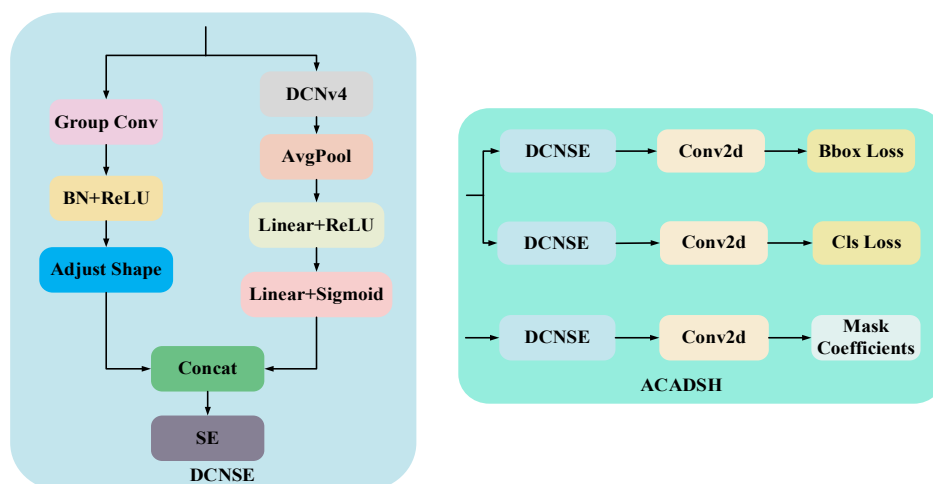 DCNv4
Group Conv
AvgPool
BN+ReLU
Linear+ReLU
Adjust Shape
Linear+Sigmoid
Concat
SE
DCNSE
DCNSE
Conv2d
Bbox Loss
DCNSE
Conv2d
Cls Loss
DCNSE
Conv2d
Mask
Coefficients
ACADSH